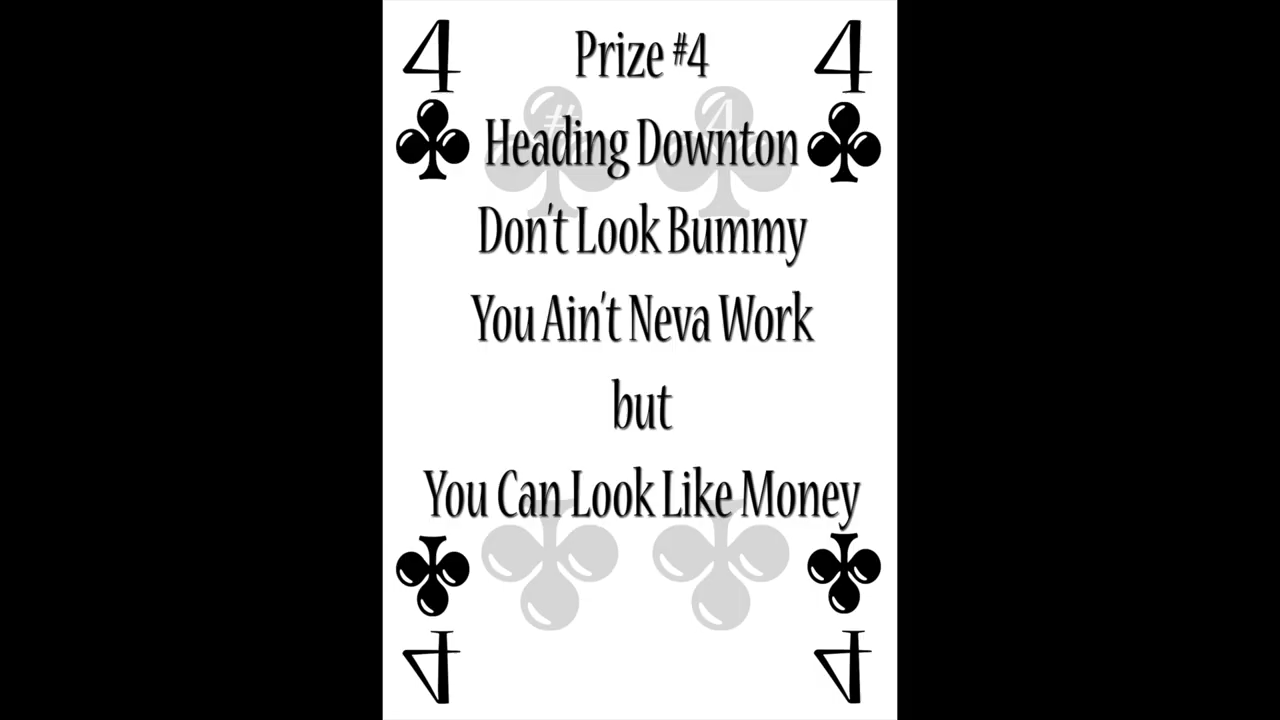 4 Prize #4 4
# 4
Heading Downton
Don't Look Bummy
You Ain't Neva Work
but
You Can Look Like Money
4 4